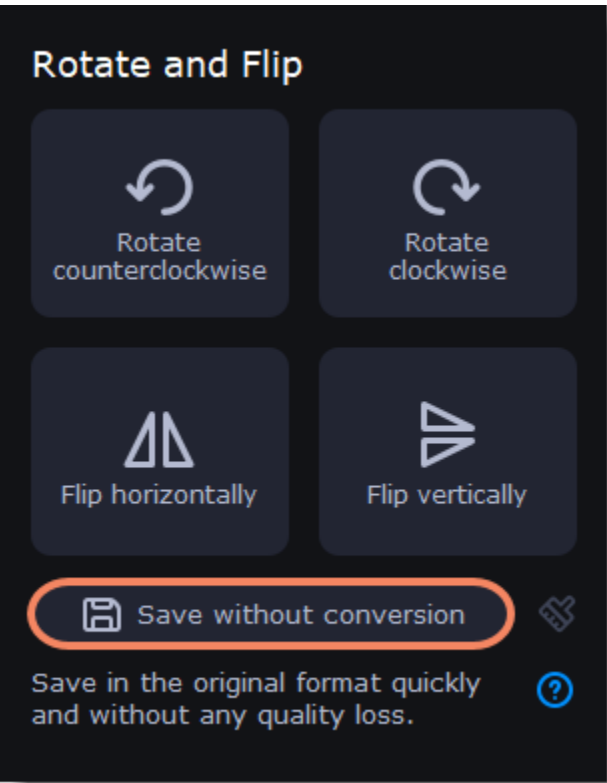 Rotate and Flip
Rotate
counterclockwise
Rotate
clockwise
Flip horizontally
Flip vertically
Save without conversion
Save in the original format quickly
and without any quality loss.
?